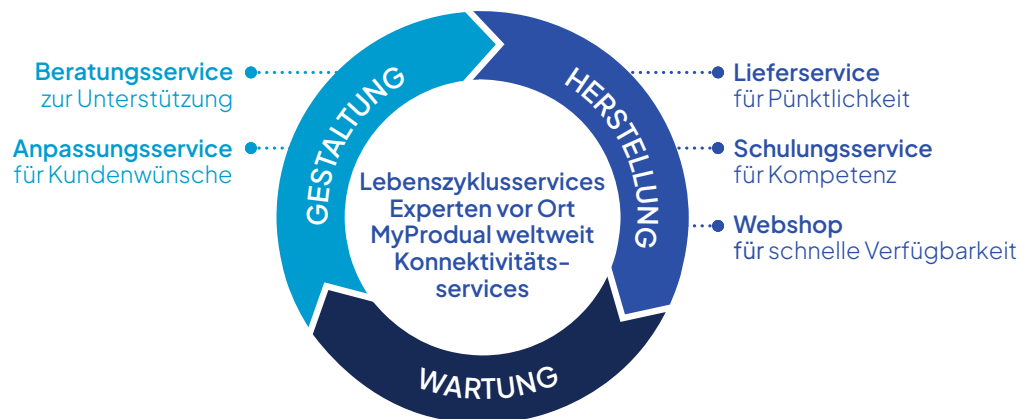 Beratungsservice
zur Unterstützung
Anpassungsservice
für Kundenwünsche
GESTALTUNG
HERSTELLUNG
WARTUNG
Lebenszyklusservices
Experten vor Ort
MyProdual weltweit
Konnektivitäts-
services
Lieferservice
für Pünktlichkeit
Schulungsservice
für Kompetenz
Webshop
für schnelle Verfügbarkeit